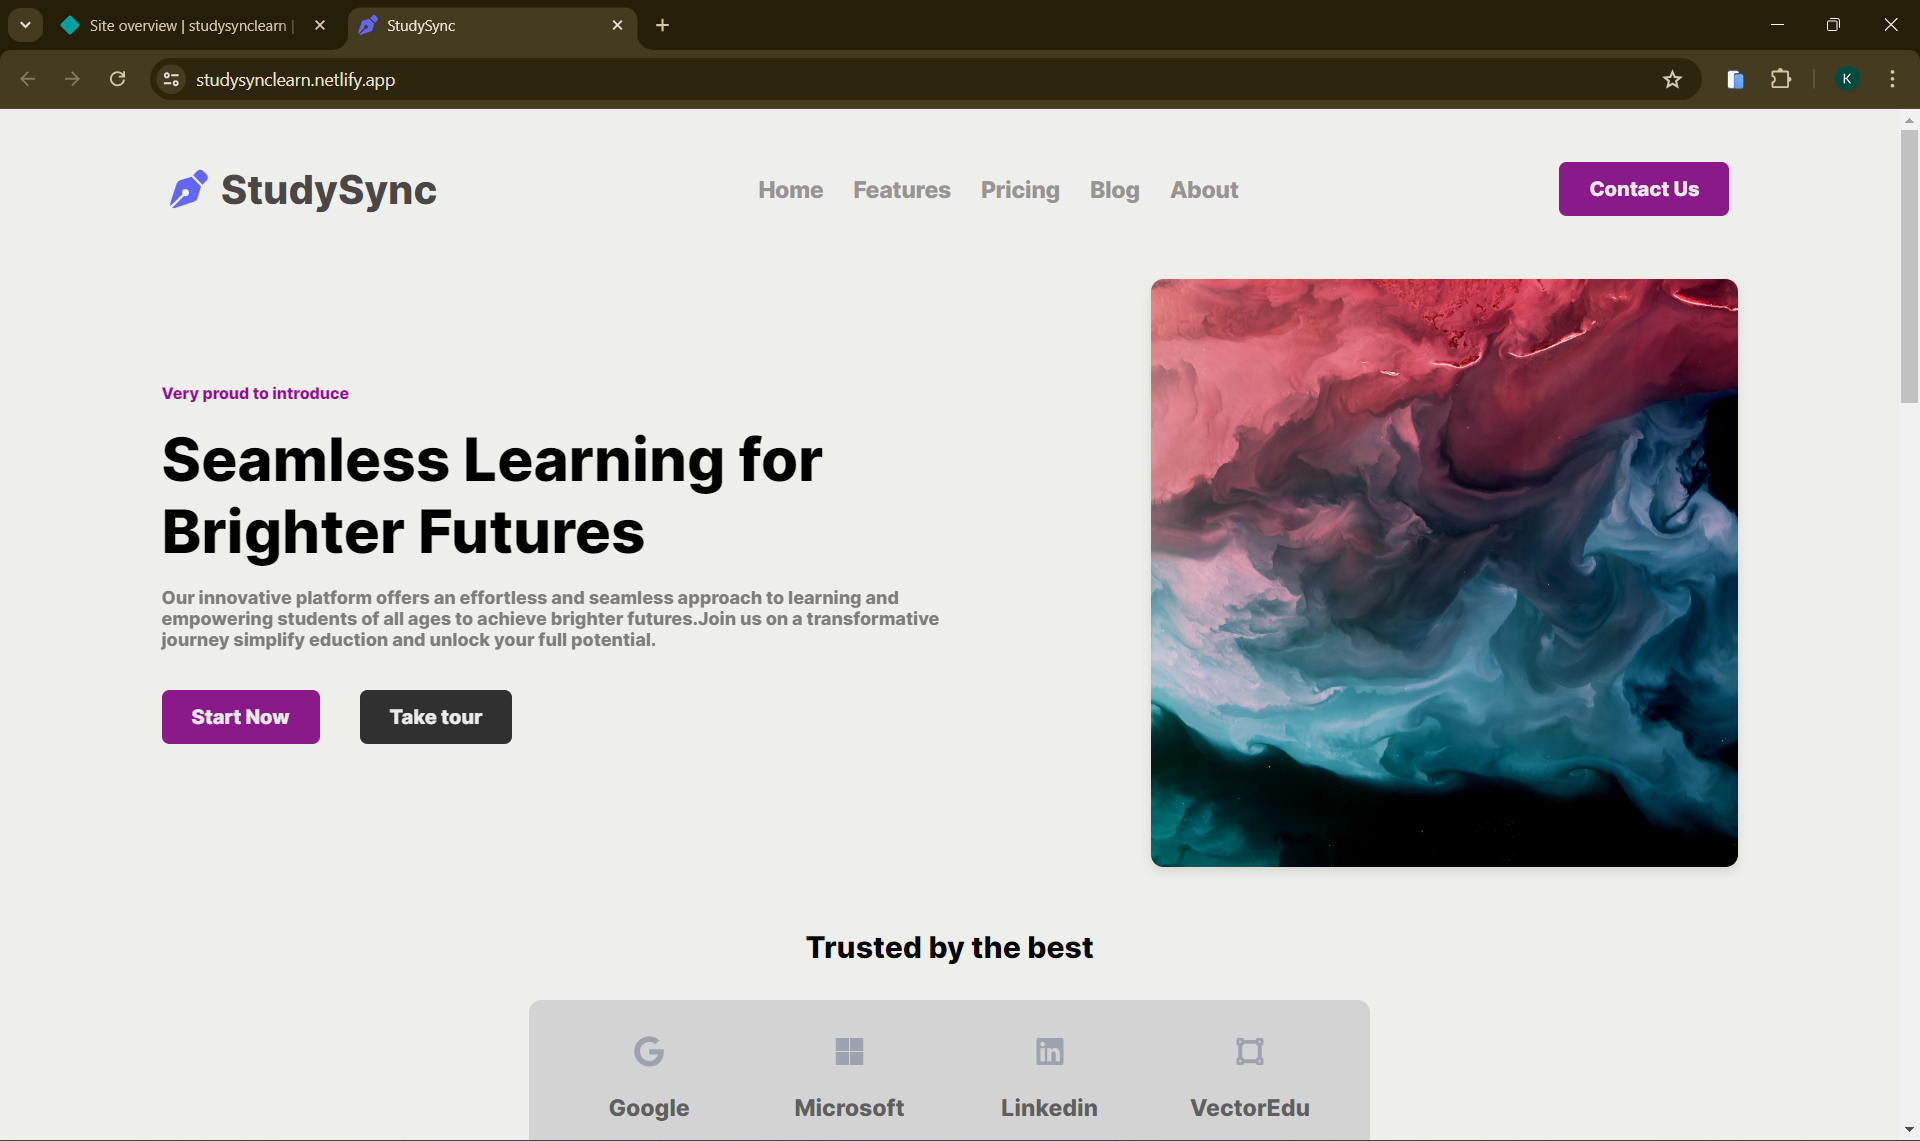 Site overview | studysynclearn |
StudySync
studysynclearn.netlify.app
K
StudySync
Home
Features
Pricing
Blog
About
Contact Us
Very proud to introduce
Seamless Learning for
Brighter Futures
Our innovative platform offers an effortless and seamless approach to learning and
empowering students of all ages to achieve brighter futures.Join us on a transformative
journey simplify eduction and unlock your full potential.
Start Now
Take tour
Trusted by the best
Google
Microsoft
Linkedin
VectorEdu